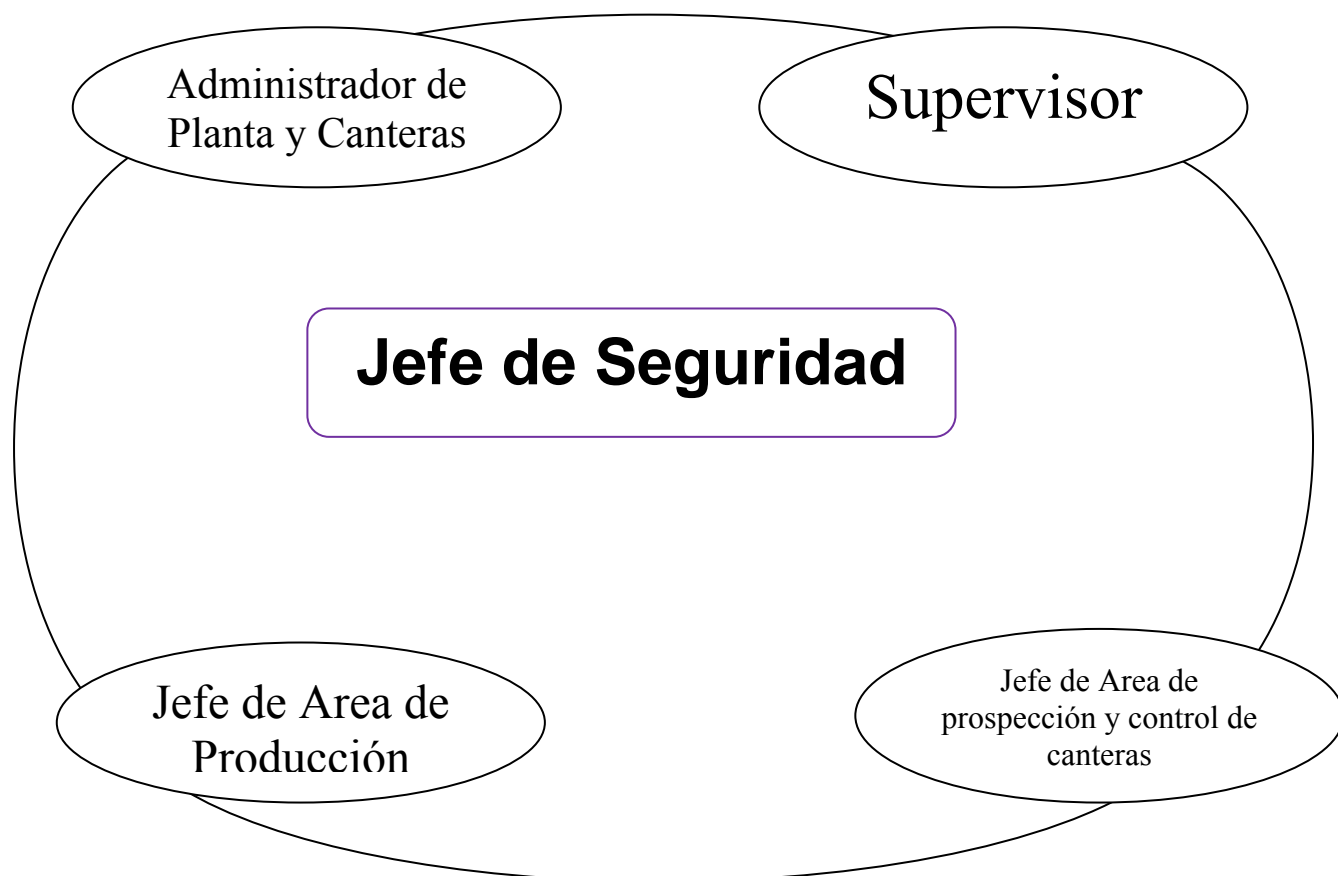 Administrador de
Planta y Canteras
Supervisor
Jefe de Seguridad
Jefe de Area de
Producción
Jefe de Area de
prospección y control de
canteras